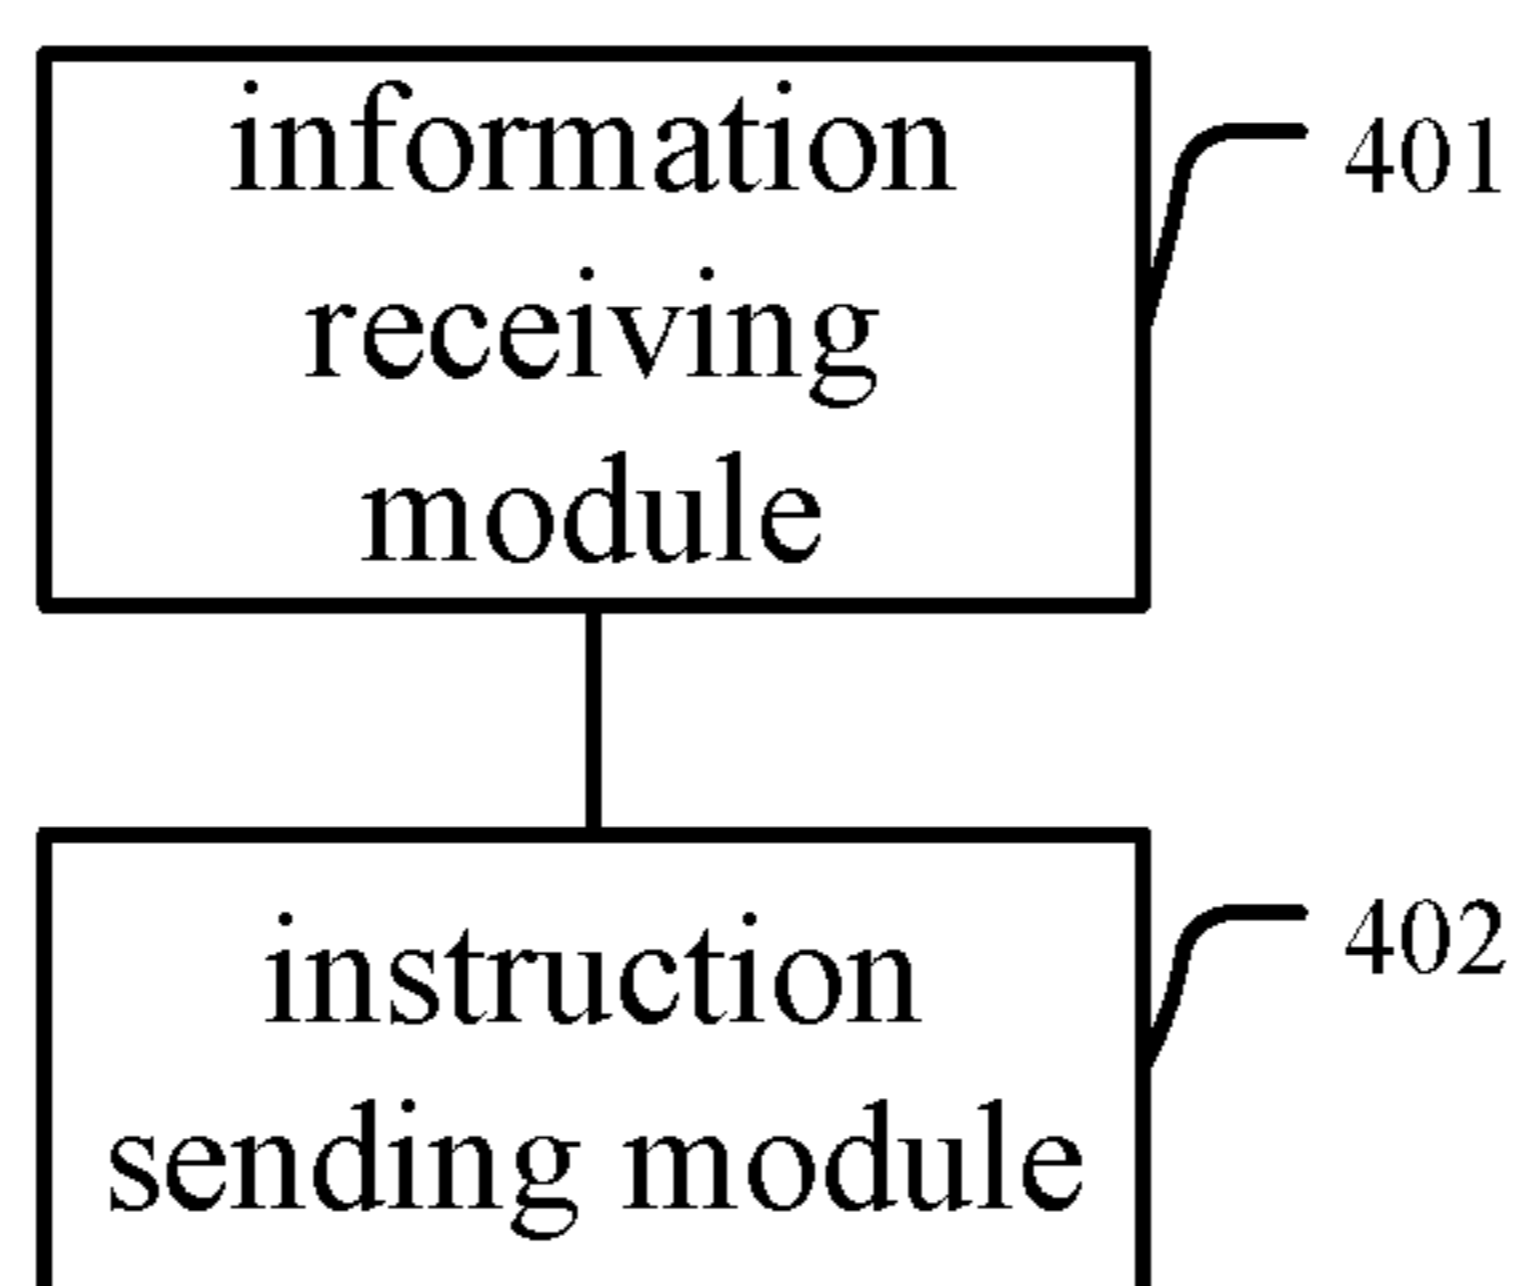 information
receiving
module
401
instruction
sending module
402